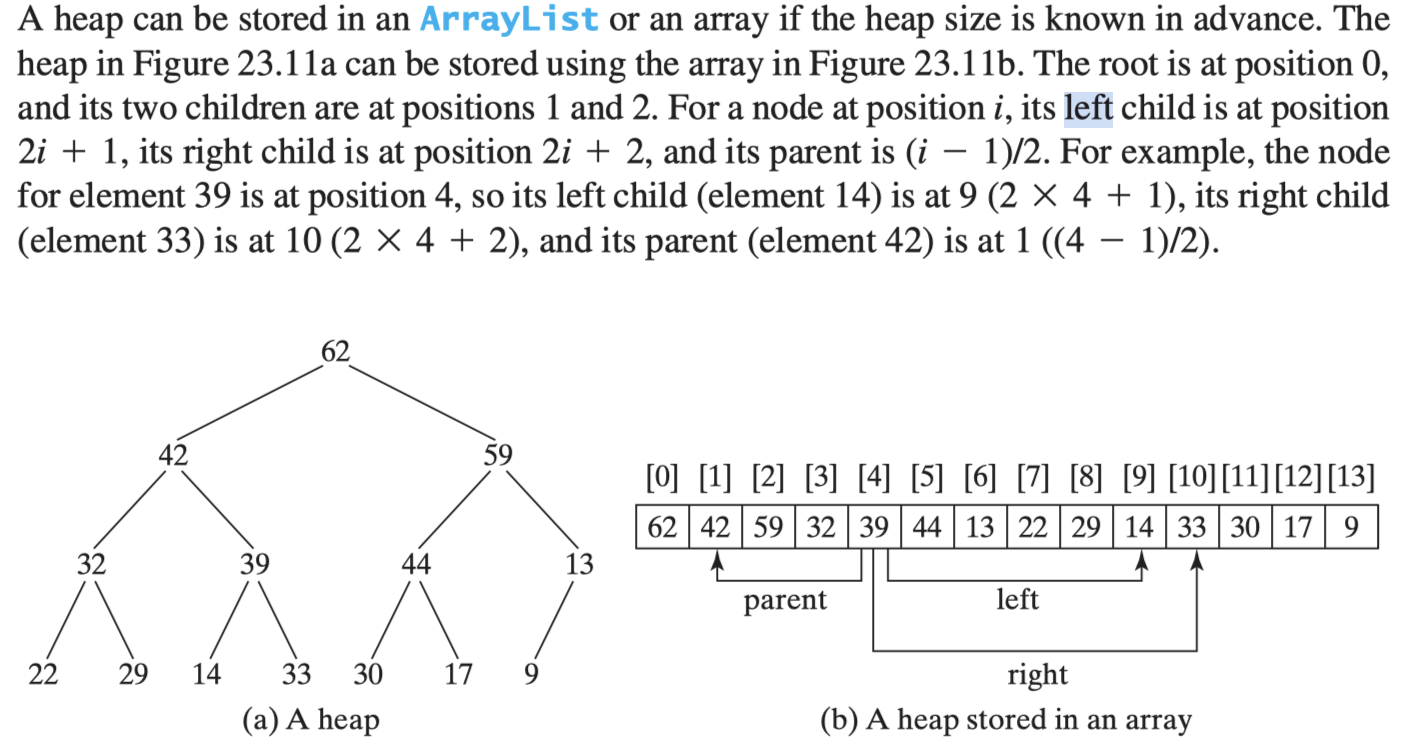 A heap can be stored in an ArrayList or an array if the heap size is known in advance. The
heap in Figure 23.11a can be stored using the array in Figure 23.11b. The root is at position 0,
and its two children are at positions 1 and 2. For a node at position i, its left child is at position
2i + 1, its right child is at position 2i + 2, and its parent is (i − 1)/2. For example, the node
for element 39 is at position 4, so its left child (element 14) is at 9 (2 × 4 + 1), its right child
(element 33) is at 10 (2 × 4 + 2), and its parent (element 42) is at 1 ((4 − 1)/2).
62
42 59
32 39 44 13
22 29 14 33 30 17 9
(a) A heap
[0] [1] [2] [3] [4] [5] [6] [7] [8] [9] [10] [11] [12] [13]
62 42 59 32 39 44 13 22 29 14 33 30 17 9
parent left
right
(b) A heap stored in an array